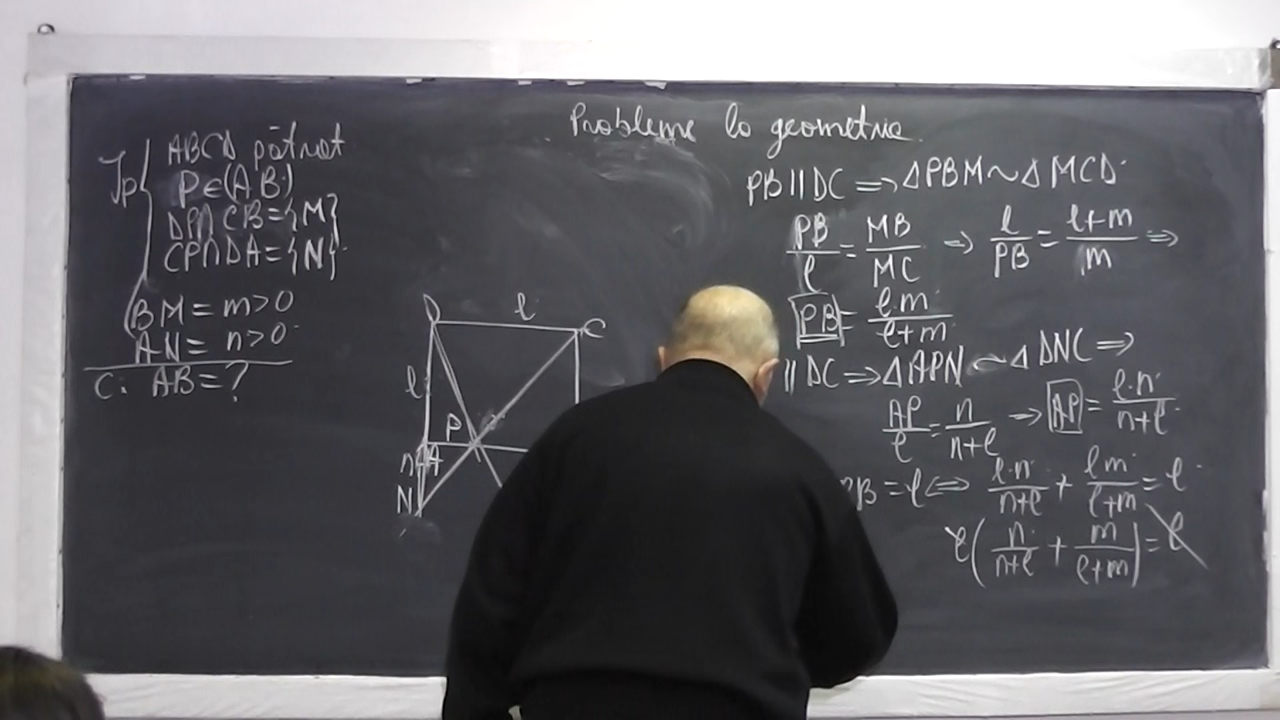 Probleme la geometrie
Ip
ABCD pătrat
P∈(AB)
DP∩CB={M}
CP∩DA={N}
BM = m>0
AN = n>0
C: AB=?
D
l
C
l
P
n
A
N
PB∥DC ⟹ ΔPBM ~ ΔMCD
PB/l = MB/MC ⟹ l/PB = (l+m)/m ⟹
PB = l·m/(l+m)
∥DC ⟹ ΔAPN ~ ΔDNC ⟹
AP/l = n/(n+l) ⟹ AP = l·n/(n+l)
PB = l ⟺ l·n/(n+l) + lm/(l+m) = l
l(n/(n+l) + m/(l+m)) = l